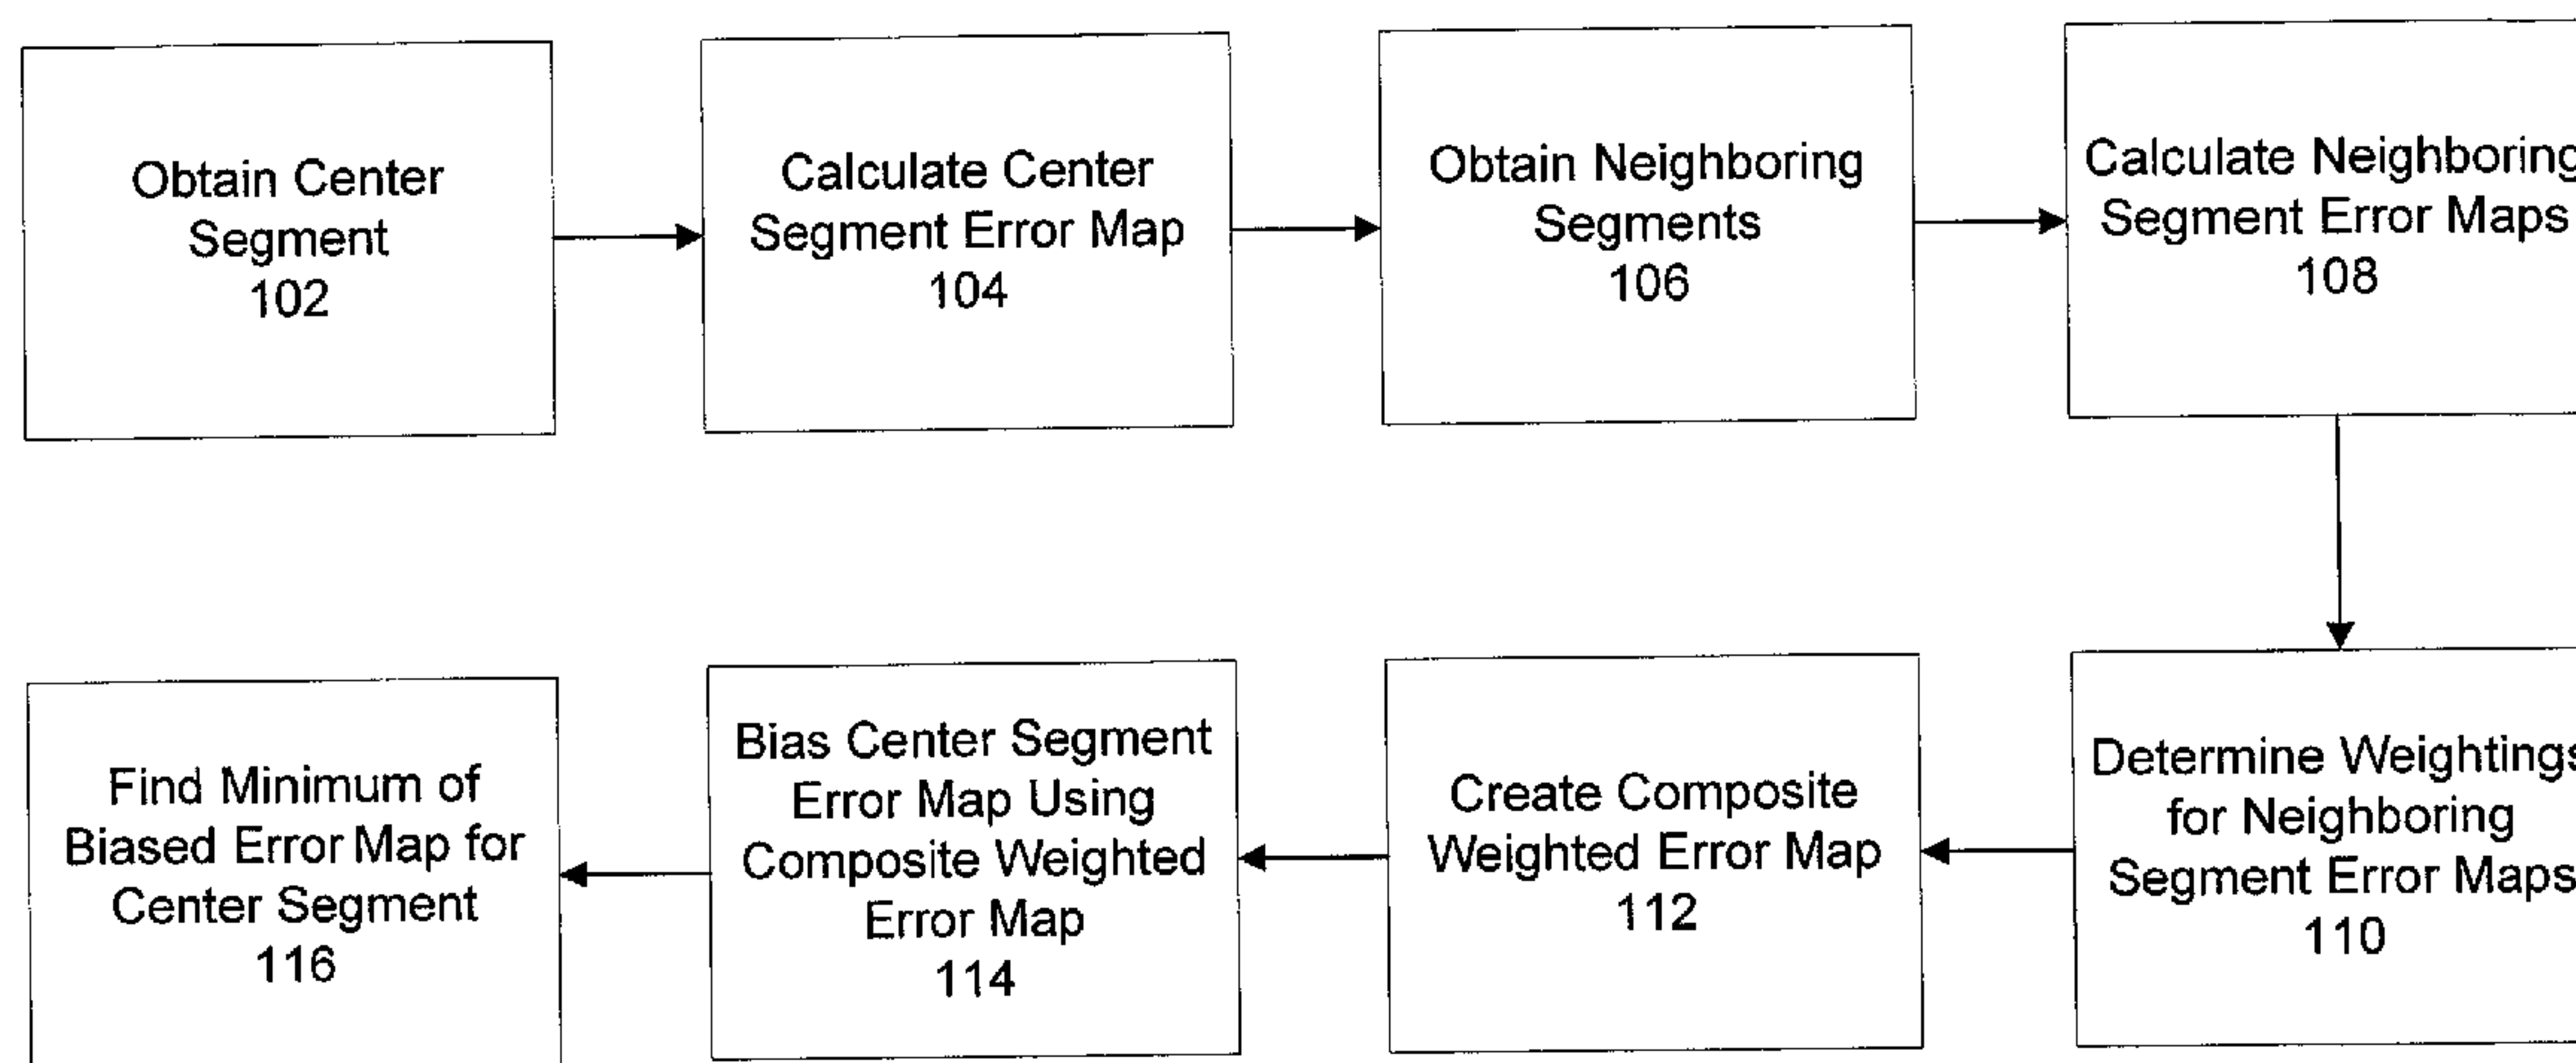 Obtain Center
Segment
102
Calculate Center
Segment Error Map
104
Obtain Neighboring
Segments
106
Calculate Neighboring
Segment Error Maps
108
Determine Weightings
for Neighboring
Segment Error Maps
110
Create Composite
Weighted Error Map
112
Bias Center Segment
Error Map Using
Composite Weighted
Error Map
114
Find Minimum of
Biased Error Map for
Center Segment
116